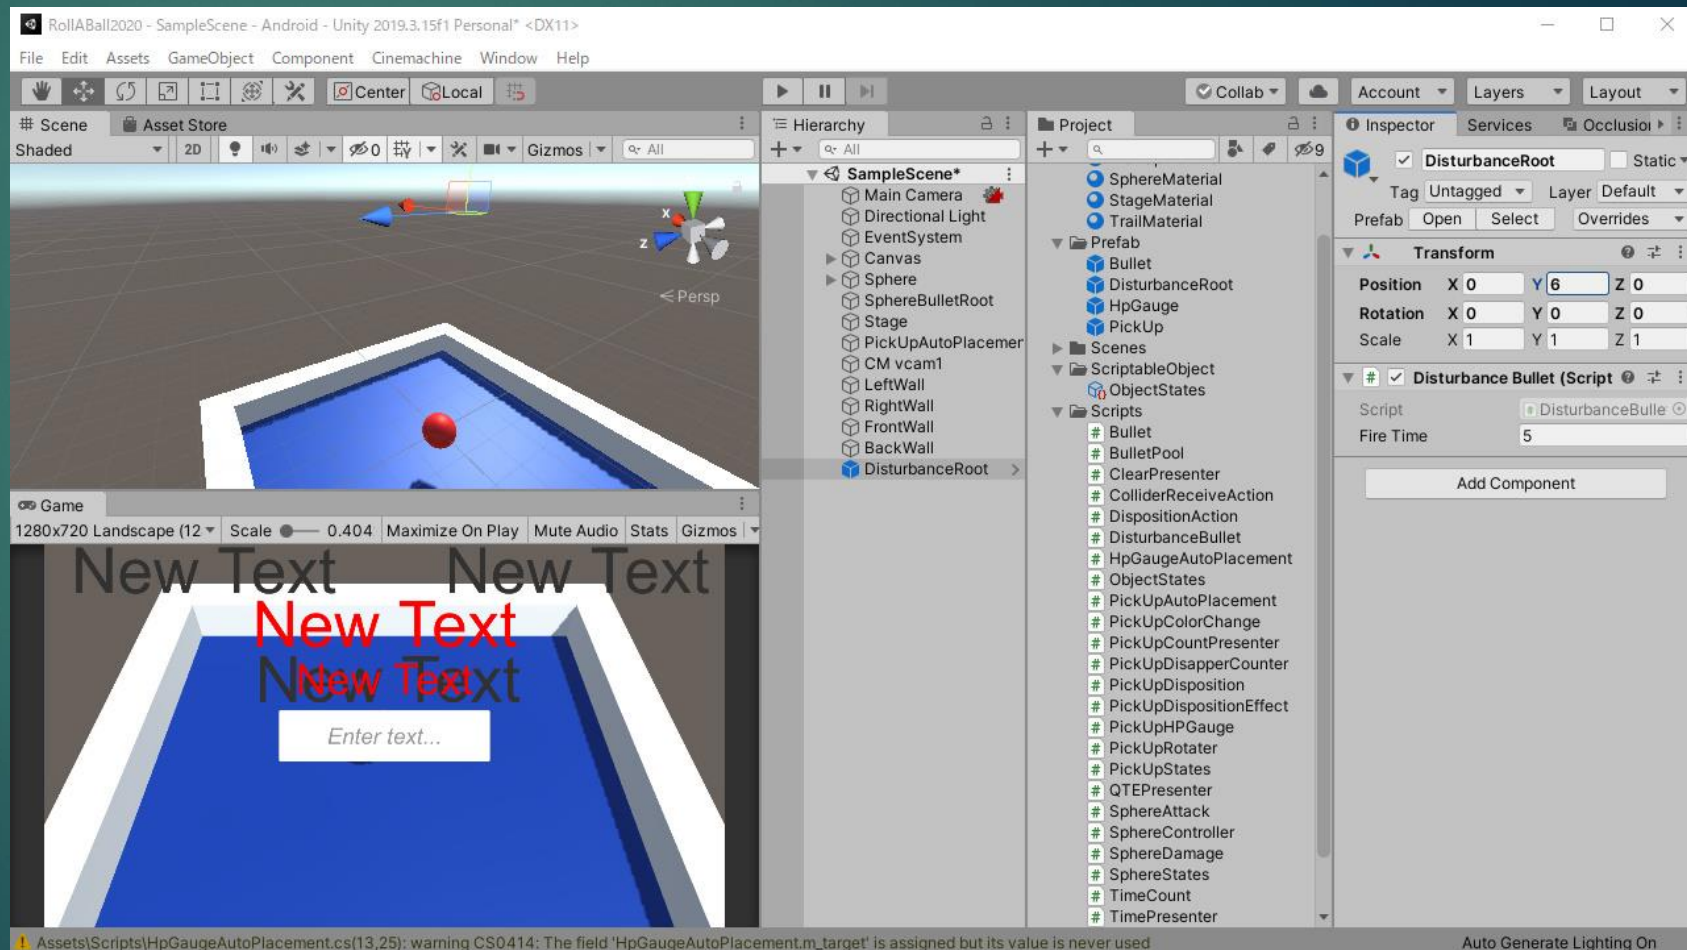 RollABall2020 - SampleScene - Android - Unity 2019.3.15f1 Personal* <DX11>
File Edit Assets GameObject Component Cinemachine Window Help
Center Local Collab Account Layers Layout
Scene Asset Store
Shaded 2D 0 Gizmos All
x
z
Persp
Game
1280x720 Landscape (12 Scale 0.404 Maximize On Play Mute Audio Stats Gizmos
New Text New Text
New Text
New Text
New Text
Enter text...
Hierarchy
All
SampleScene*
Main Camera
Directional Light
EventSystem
Canvas
Sphere
SphereBulletRoot
Stage
PickUpAutoPlacemer
CM vcam1
LeftWall
RightWall
FrontWall
BackWall
DisturbanceRoot
Project
9
SphereMaterial
StageMaterial
TrailMaterial
Prefab
Bullet
DisturbanceRoot
HpGauge
PickUp
Scenes
ScriptableObject
ObjectStates
Scripts
Bullet
BulletPool
ClearPresenter
ColliderReceiveAction
DispositionAction
DisturbanceBullet
HpGaugeAutoPlacement
ObjectStates
PickUpAutoPlacement
PickUpColorChange
PickUpCountPresenter
PickUpDisapperCounter
PickUpDisposition
PickUpDispositionEffect
PickUpHPGauge
PickUpRotater
PickUpStates
QTEPresenter
SphereAttack
SphereController
SphereDamage
SphereStates
TimeCount
TimePresenter
Inspector Services Occlusion
DisturbanceRoot Static
Tag Untagged Layer Default
Prefab Open Select Overrides
Transform
Position X 0 Y 6 Z 0
Rotation X 0 Y 0 Z 0
Scale X 1 Y 1 Z 1
# Disturbance Bullet (Script
Script DisturbanceBulle
Fire Time 5
Add Component
Assets\Scripts\HpGaugeAutoPlacement.cs(13,25): warning CS0414: The field 'HpGaugeAutoPlacement.m_target' is assigned but its value is never used
Auto Generate Lighting On